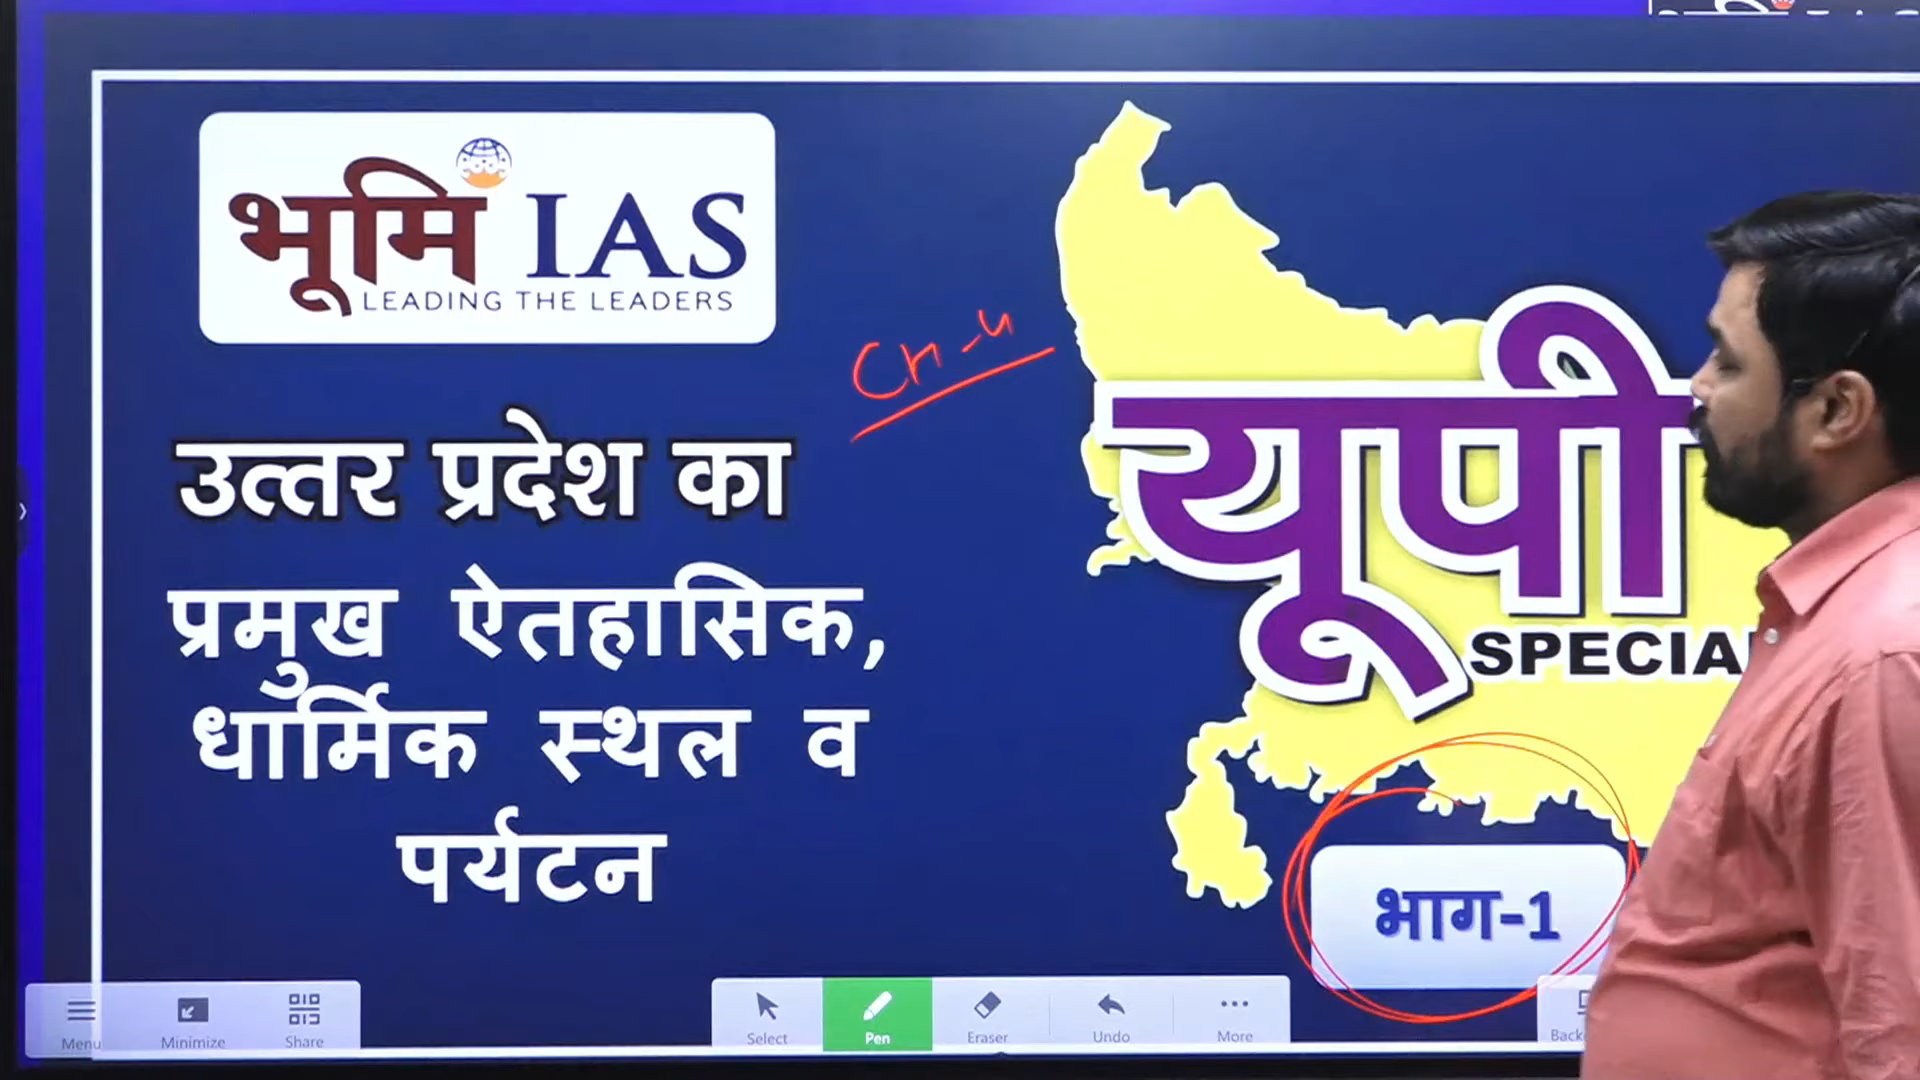 भूमि IAS
LEADING THE LEADERS
Ch-4
उत्तर प्रदेश का
प्रमुख ऐतहासिक,
धार्मिक स्थल व
पर्यटन
यूपी
SPECIAL
भाग-1
Menu
Minimize
Share
Select
Pen
Eraser
Undo
More